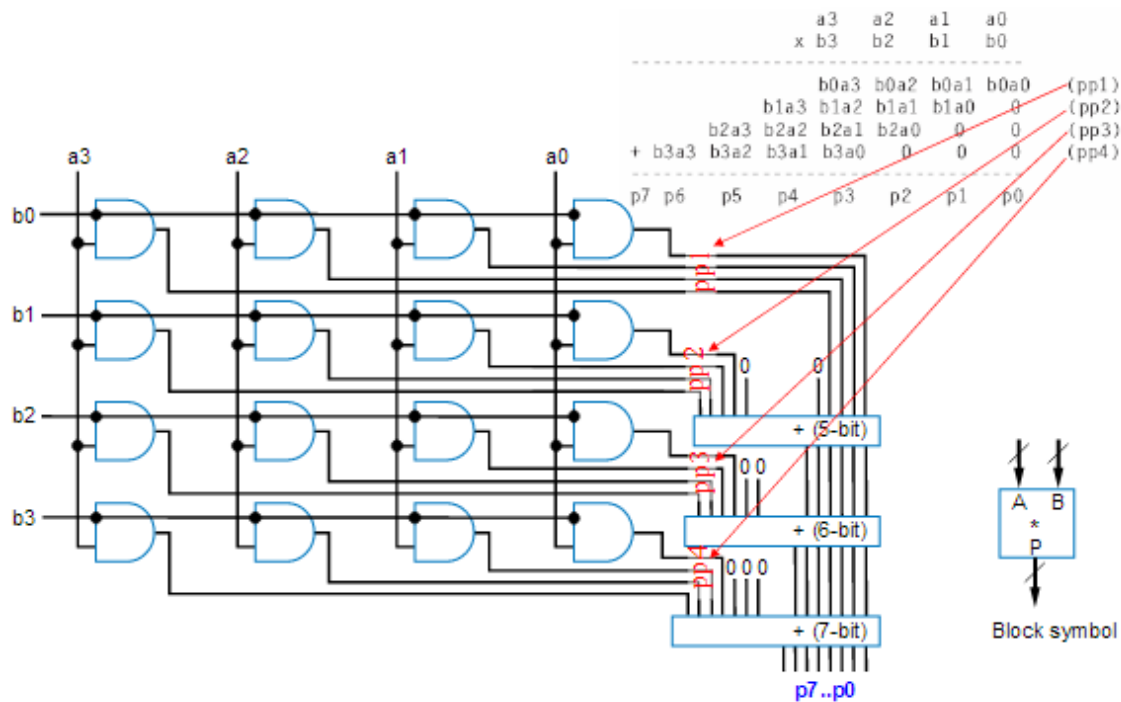 a3 a2 a1 a0
x b3 b2 b1 b0
b0a3 b0a2 b0a1 b0a0 (pp1)
b1a3 b1a2 b1a1 b1a0 0 (pp2)
b2a3 b2a2 b2a1 b2a0 0 0 (pp3)
+ b3a3 b3a2 b3a1 b3a0 0 0 0 (pp4)
p7 p6 p5 p4 p3 p2 p1 p0
a3 a2 a1 a0
b0
pp1
b1
pp2
0 0
b2
+ (5-bit)
pp3
0 0
b3
+ (6-bit)
pp4
0 0 0
+ (7-bit)
p7..p0
A B
*
P
Block symbol